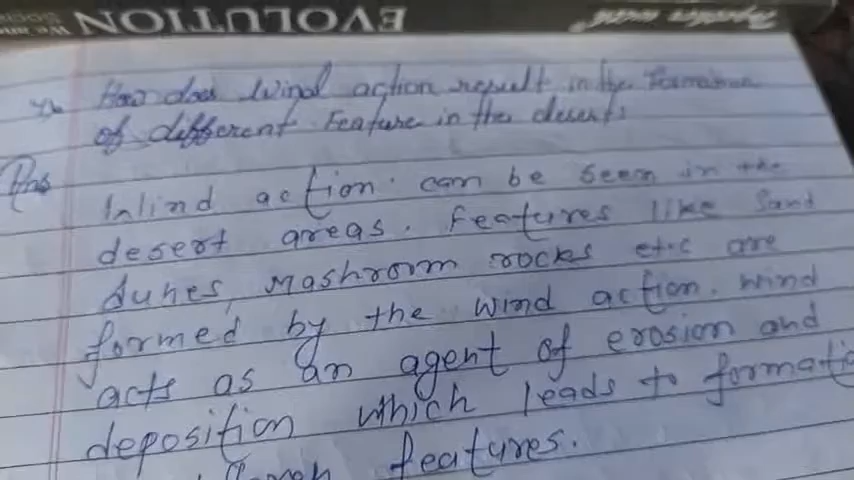 EVOLUTION
How does wind action result in the Formation
of different Feature in the deserts
Ans
Wind action. can be seen in the
desert areas. Features like Sand
dunes, Mashroom rocks etc are
formed by the wind action. Wind
acts as an agent of erosion and
deposition which leads to formatio
features.